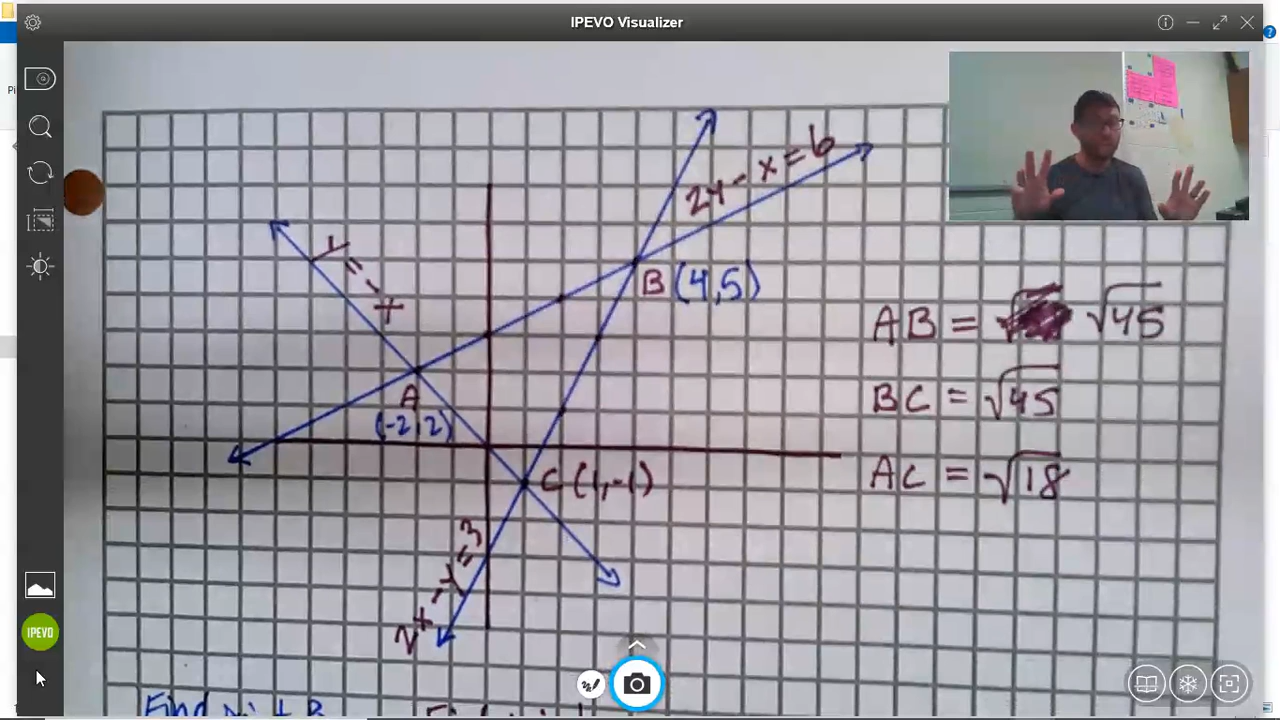 IPEVO Visualizer
2y - x = 6
y = -x
B (4,5)
A
(-2,2)
C (1,-1)
2x - y = 3
AB = √45
BC = √45
AC = √18
IPEVO
Find